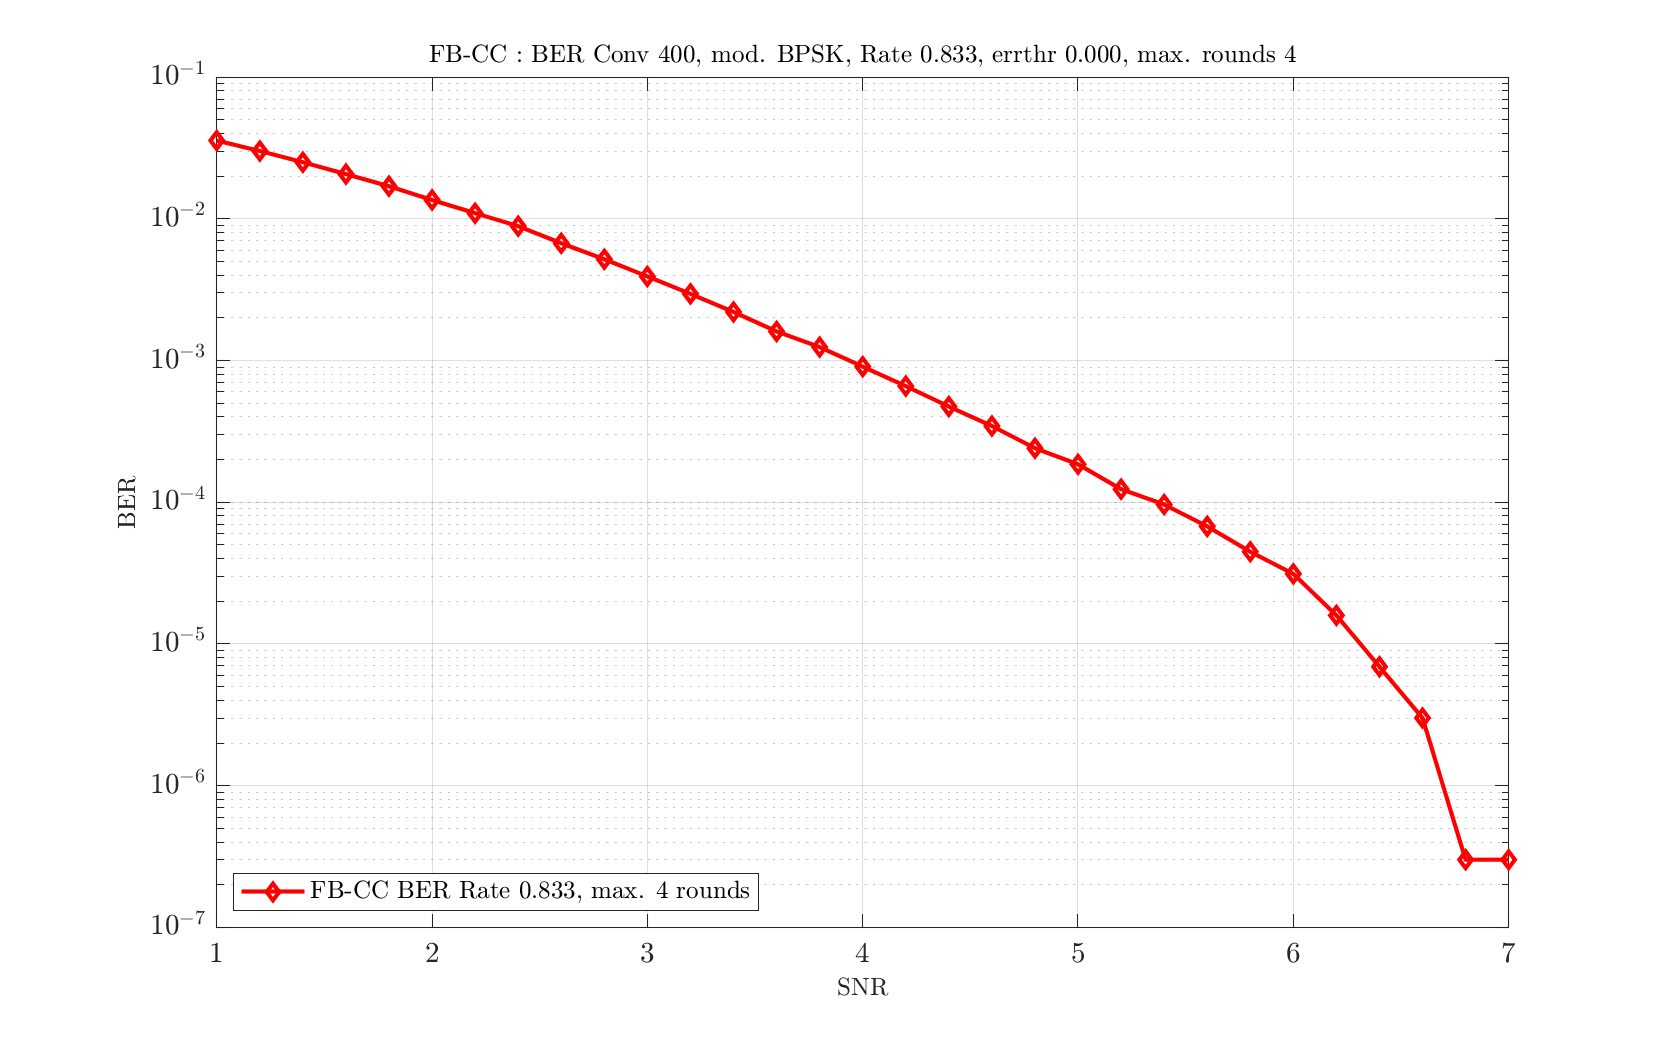 FB-CC : BER Conv 400, mod. BPSK, Rate 0.833, errthr 0.000, max. rounds 4
10⁻¹
10⁻²
10⁻³
10⁻⁴
10⁻⁵
10⁻⁶
10⁻⁷
BER
FB-CC BER Rate 0.833, max. 4 rounds
1 2 3 4 5 6 7
SNR